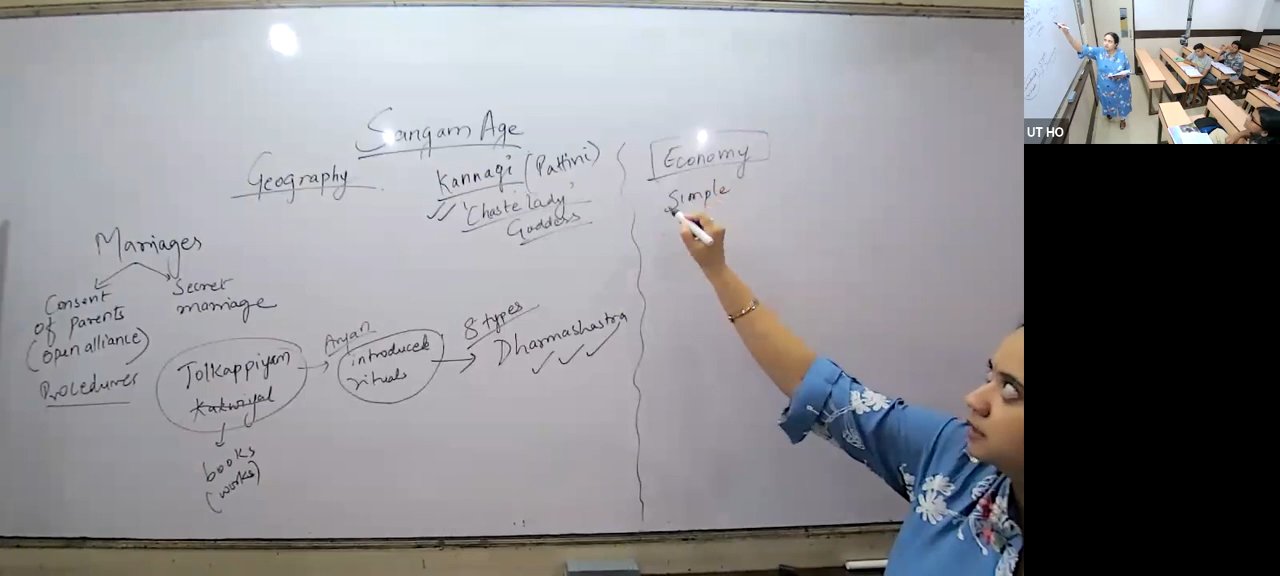 Sangam Age
Geography
Kannagi (Pattini)
'Chaste lady'
Goddess
Marriages
Consent
of parents
(open alliance)
Procedures
Secret
marriage
Tolkappiyam
books
(works)
Aryan
introduced
rituals
8 types
Dharmashastra
Economy
Simple
UT HO